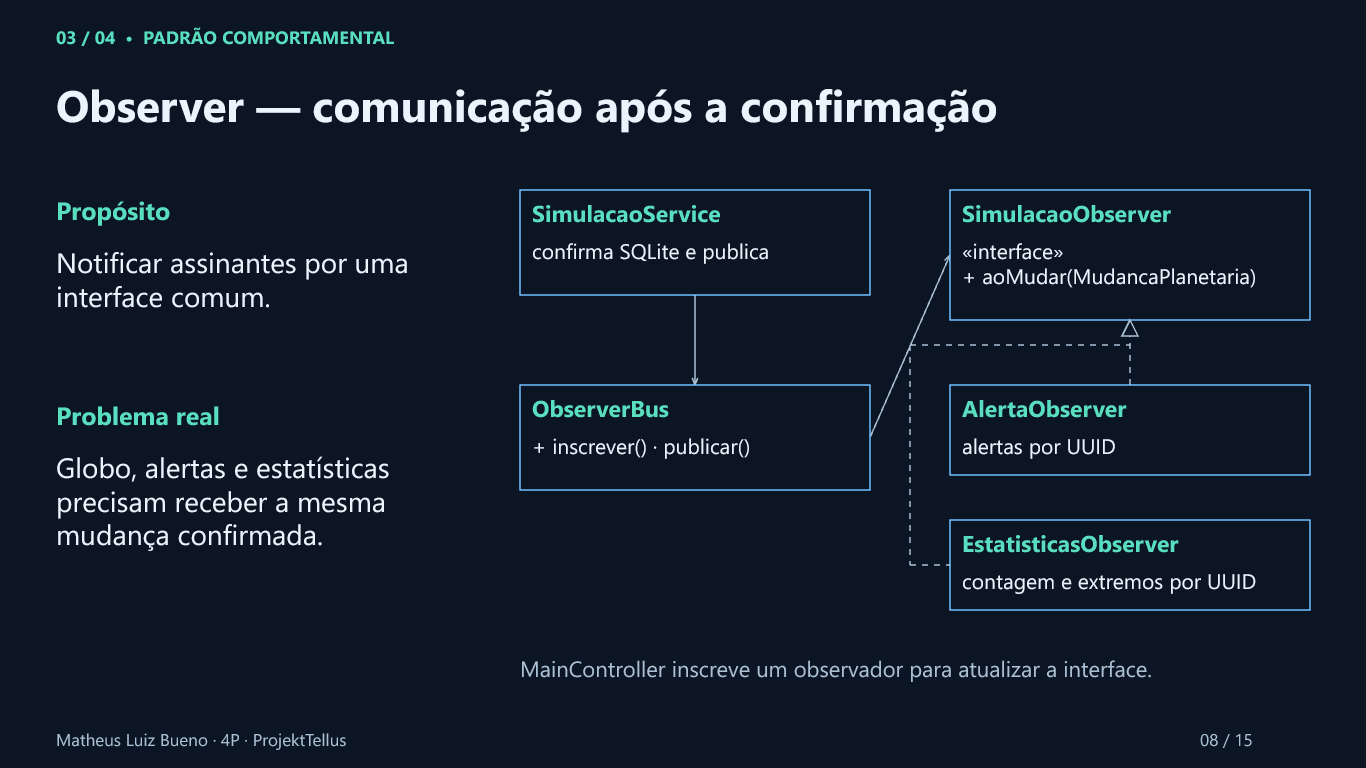 03 / 04 • PADRÃO COMPORTAMENTAL
Observer — comunicação após a confirmação
Propósito
Notificar assinantes por uma
interface comum.
Problema real
Globo, alertas e estatísticas
precisam receber a mesma
mudança confirmada.
SimulacaoService
confirma SQLite e publica
SimulacaoObserver
«interface»
+ aoMudar(MudancaPlanetaria)
ObserverBus
+ inscrever() · publicar()
AlertaObserver
alertas por UUID
EstatisticasObserver
contagem e extremos por UUID
MainController inscreve um observador para atualizar a interface.
Matheus Luiz Bueno · 4P · ProjektTellus
08 / 15